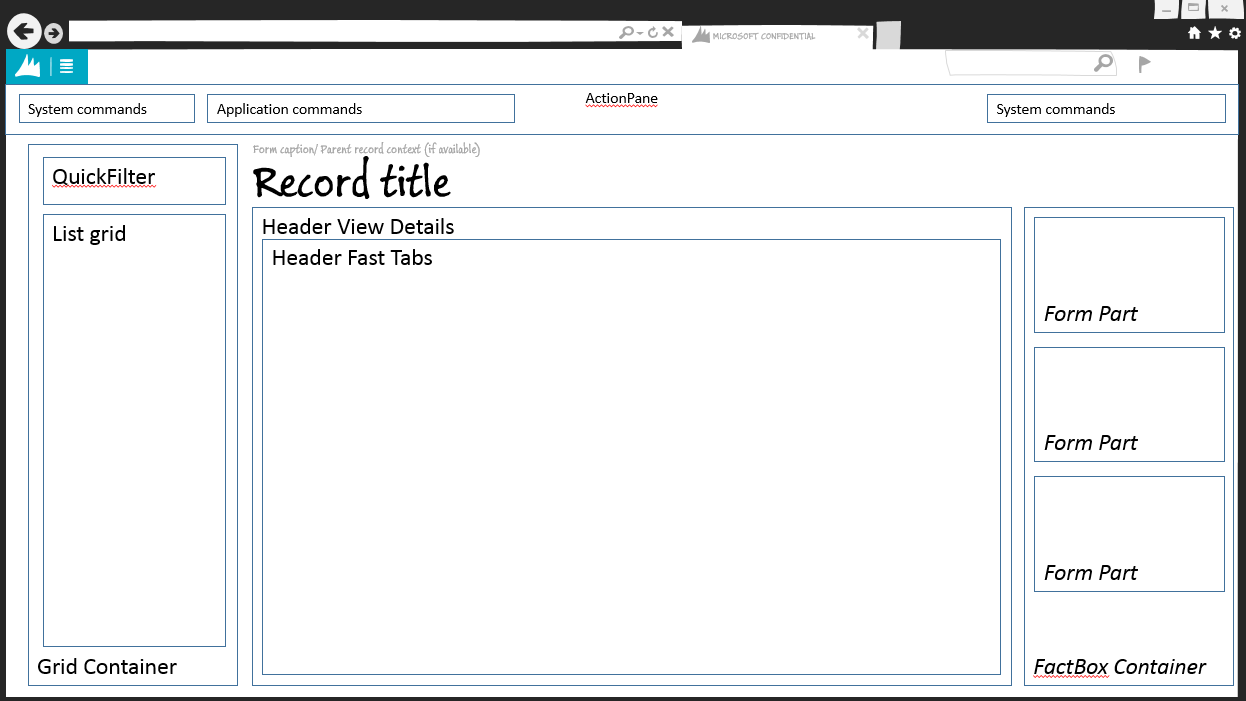 MICROSOFT CONFIDENTIAL
System commands
Application commands
ActionPane
System commands
QuickFilter
List grid
Grid Container
Form caption/ Parent record context (if available)
Record title
Header View Details
Header Fast Tabs
Form Part
Form Part
Form Part
FactBox Container